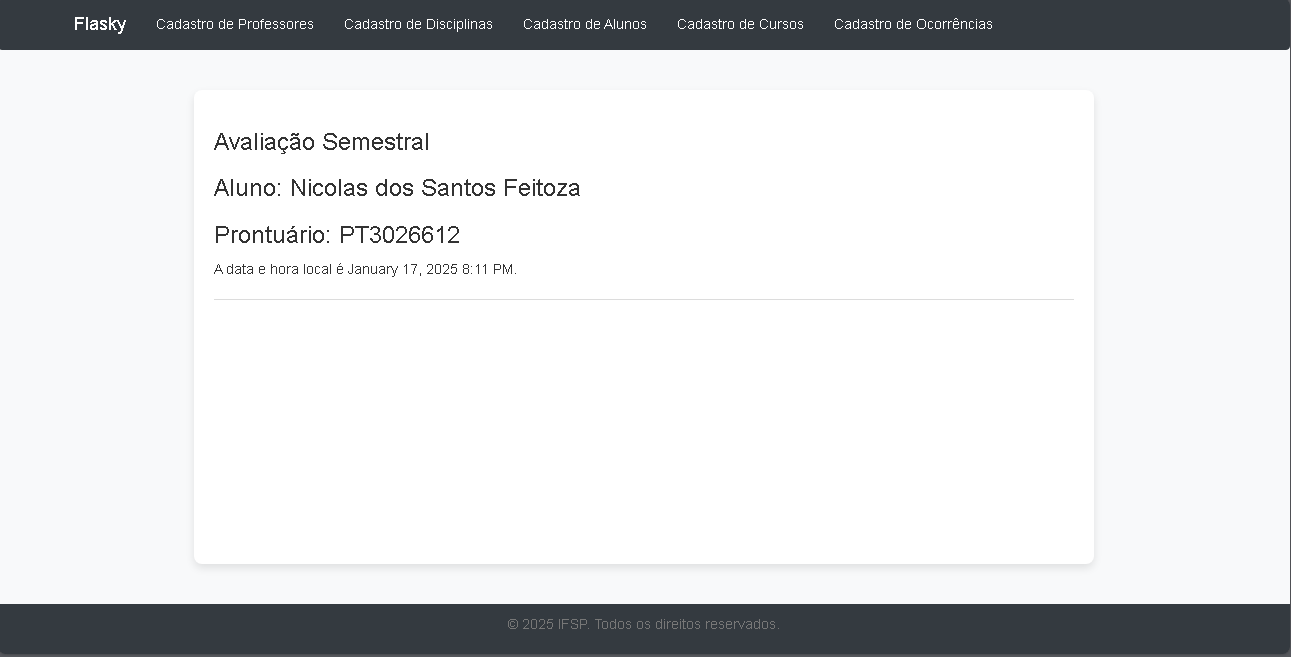 Flasky Cadastro de Professores Cadastro de Disciplinas Cadastro de Alunos Cadastro de Cursos Cadastro de Ocorrências
Avaliação Semestral
Aluno: Nicolas dos Santos Feitoza
Prontuário: PT3026612
A data e hora local é January 17, 2025 8:11 PM.
© 2025 IFSP. Todos os direitos reservados.